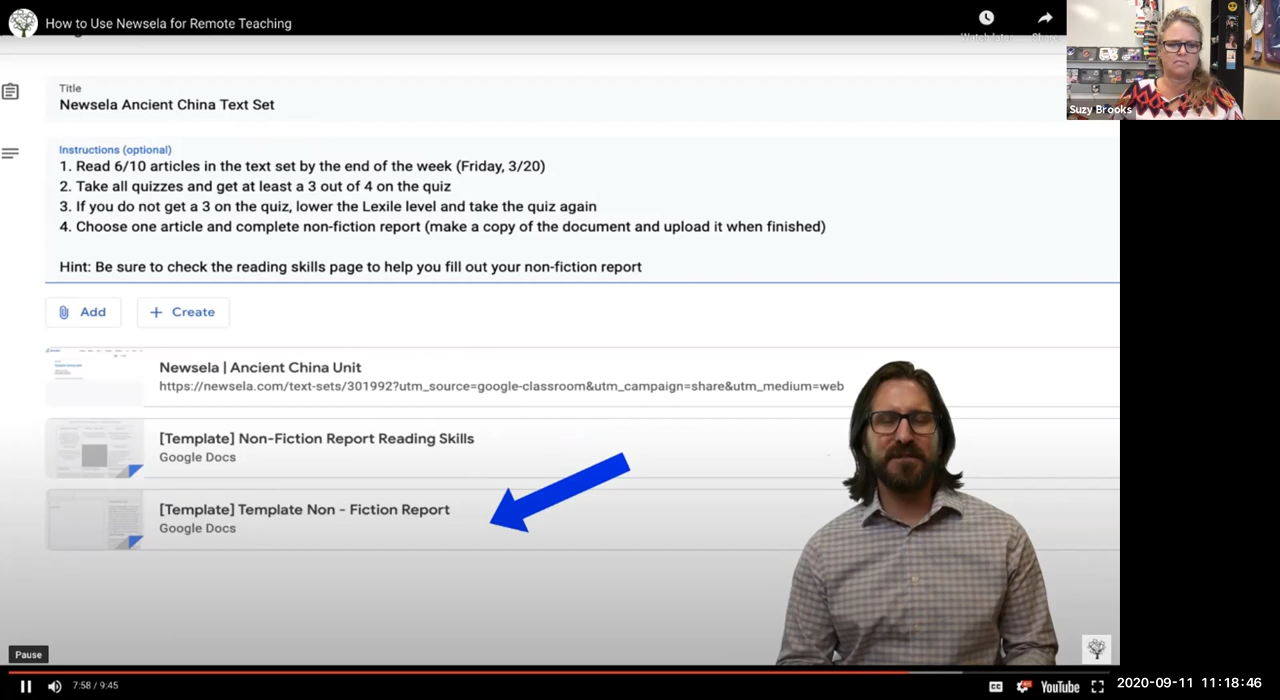 How to Use Newsela for Remote Teaching
Watch later
Share
Suzy Brooks
Title
Newsela Ancient China Text Set
Instructions (optional)
1. Read 6/10 articles in the text set by the end of the week (Friday, 3/20)
2. Take all quizzes and get at least a 3 out of 4 on the quiz
3. If you do not get a 3 on the quiz, lower the Lexile level and take the quiz again
4. Choose one article and complete non-fiction report (make a copy of the document and upload it when finished)
Hint: Be sure to check the reading skills page to help you fill out your non-fiction report
Add
+ Create
Newsela | Ancient China Unit
https://newsela.com/text-sets/301992?utm_source=google-classroom&utm_campaign=share&utm_medium=web
[Template] Non-Fiction Report Reading Skills
Google Docs
[Template] Template Non - Fiction Report
Google Docs
Pause
7:58 / 9:45
CC
YouTube
2020-09-11 11:18:46